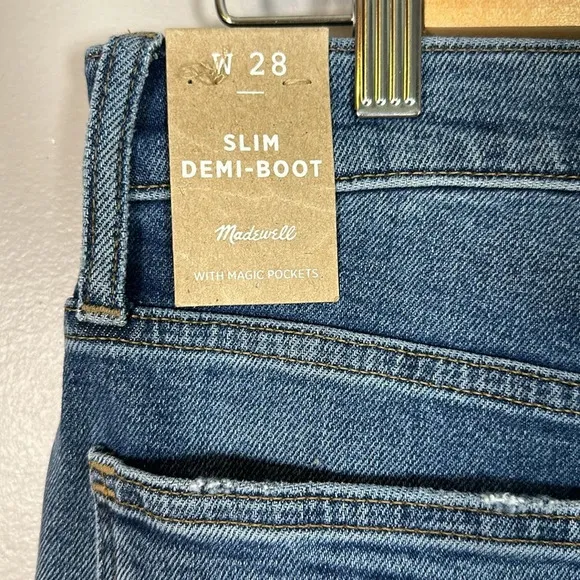 W 28
SLIM
DEMI-BOOT
Madewell
WITH MAGIC POCKETS